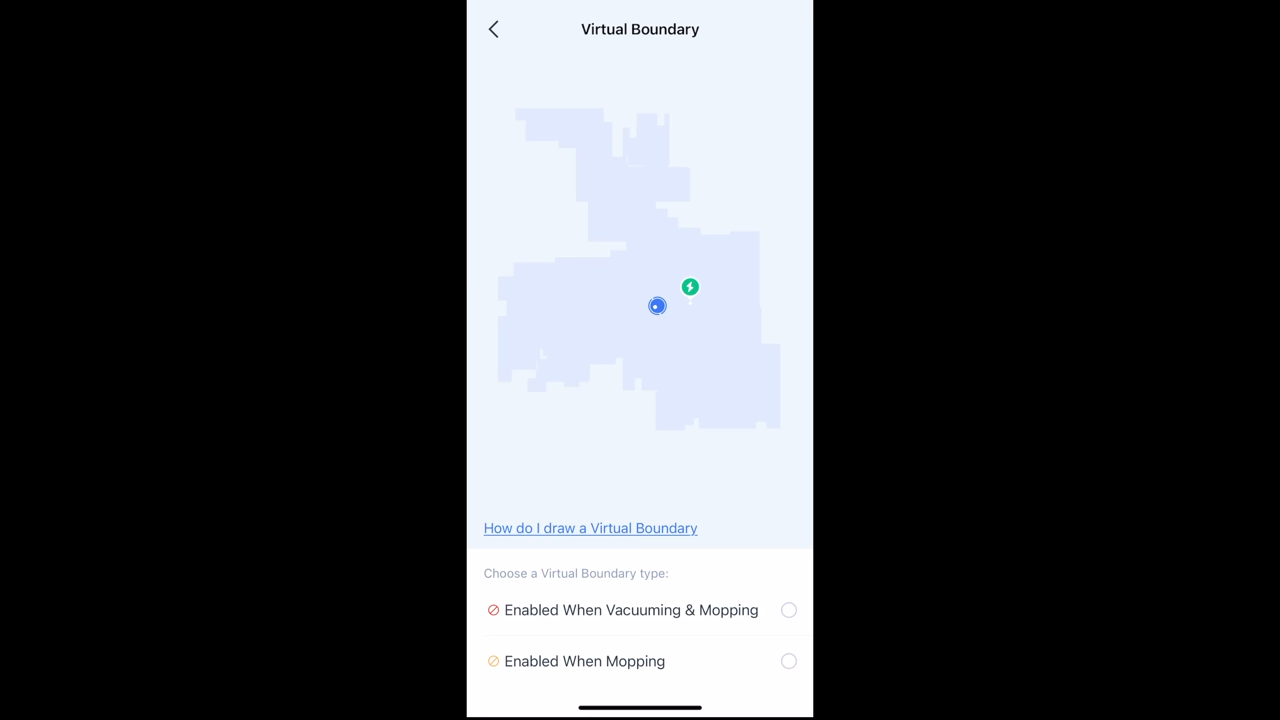 Virtual Boundary
How do I draw a Virtual Boundary
Choose a Virtual Boundary type:
Enabled When Vacuuming & Mopping
Enabled When Mopping